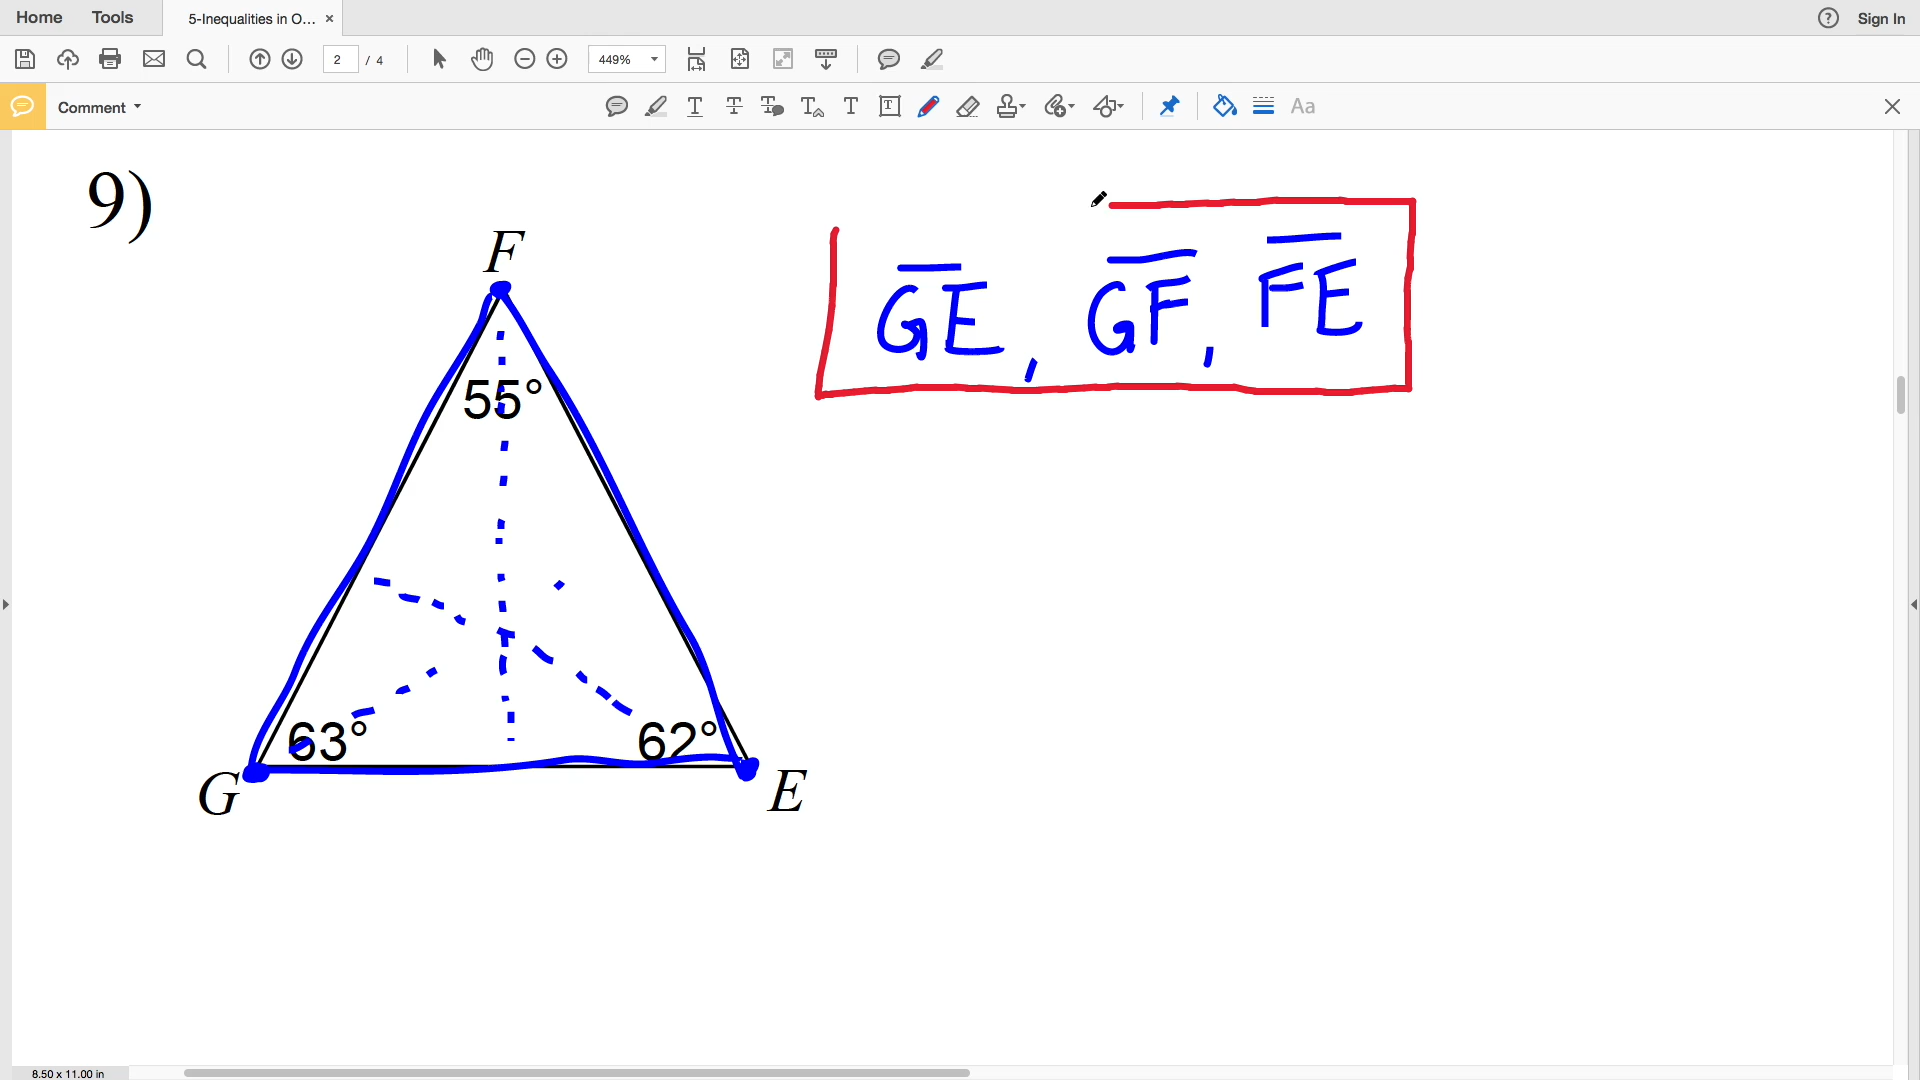 Home Tools 5-Inequalities in O... × ? Sign In
2 / 4 449%
Comment Aa
9)
F
GE, GF, FE
55°
63° 62°
G E
8.50 x 11.00 in